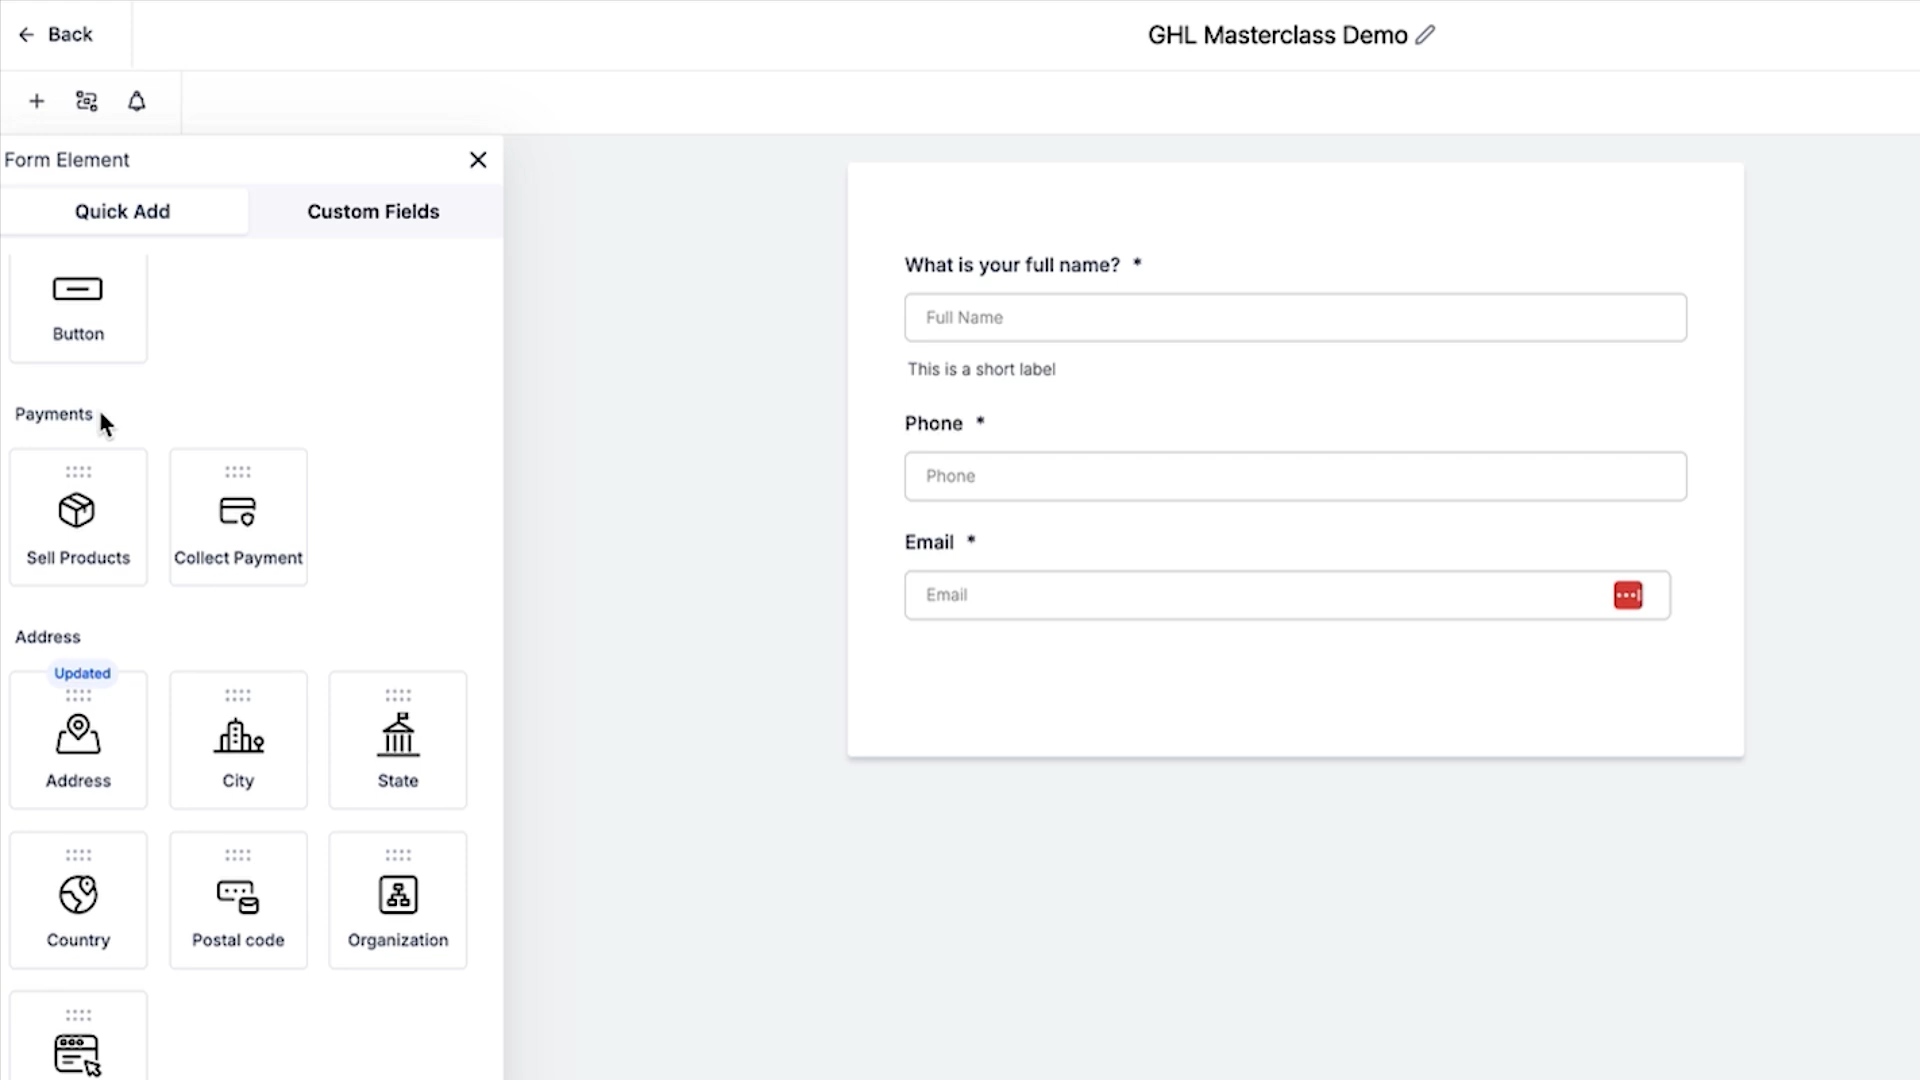 Back
GHL Masterclass Demo
Form Element
Quick Add
Custom Fields
Button
Payments
Sell Products
Collect Payment
Address
Updated
Address
City
State
Country
Postal code
Organization
What is your full name? *
Full Name
This is a short label
Phone *
Phone
Email *
Email